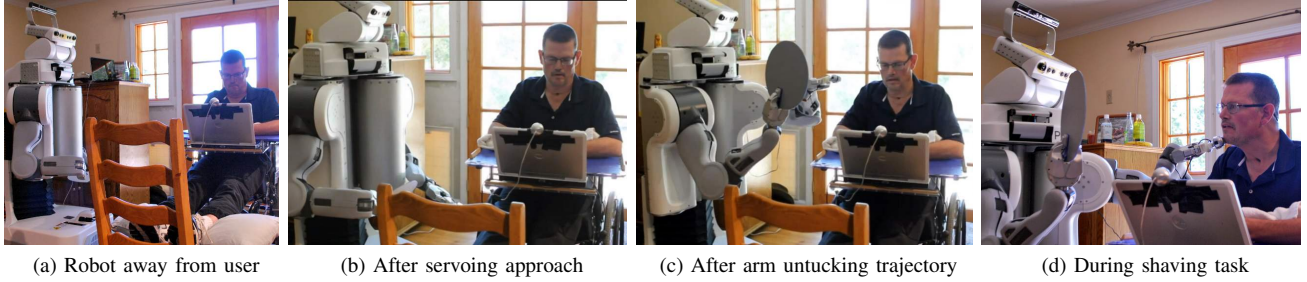 (a) Robot away from user
(b) After servoing approach
(c) After arm untucking trajectory
(d) During shaving task